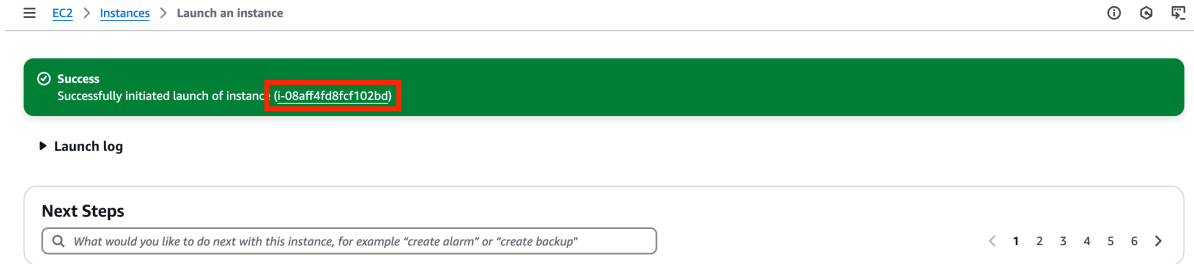 EC2 > Instances > Launch an instance
Success
Successfully initiated launch of instanc (i-08aff4fd8fcf102bd)
Launch log
Next Steps
What would you like to do next with this instance, for example "create alarm" or "create backup"
1 2 3 4 5 6